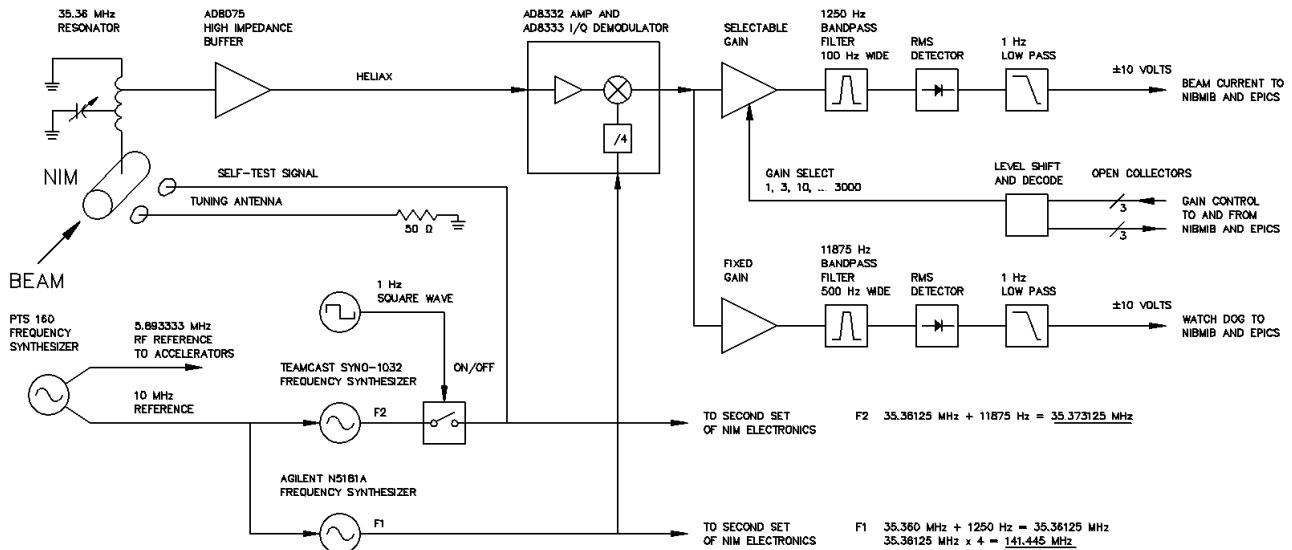 35.36 MHz
RESONATOR
AD8075
HIGH IMPEDANCE
BUFFER
HELIAX
AD8332 AMP AND
AD8333 I/Q DEMODULATOR
/4
SELECTABLE
GAIN
1250 Hz
BANDPASS
FILTER
100 Hz WIDE
RMS
DETECTOR
1 Hz
LOW PASS
±10 VOLTS
BEAM CURRENT TO
NIBMIB AND EPICS
NIM
BEAM
SELF-TEST SIGNAL
TUNING ANTENNA
50 Ω
GAIN SELECT
1, 3, 10, ... 3000
LEVEL SHIFT
AND DECODE
OPEN COLLECTORS
3
3
GAIN CONTROL
TO AND FROM
NIBMIB AND EPICS
1 Hz
SQUARE WAVE
FIXED
GAIN
11875 Hz
BANDPASS
FILTER
500 Hz WIDE
RMS
DETECTOR
1 Hz
LOW PASS
±10 VOLTS
WATCH DOG TO
NIBMIB AND EPICS
PTS 160
FREQUENCY
SYNTHESIZER
5.893333 MHz
RF REFERENCE
TO ACCELERATORS
10 MHz
REFERENCE
TEAMCAST SYNO-1032
FREQUENCY SYNTHESIZER
ON/OFF
F2
TO SECOND SET
OF NIM ELECTRONICS
F2 35.36125 MHz + 11875 Hz = 35.373125 MHz
AGILENT N5181A
FREQUENCY SYNTHESIZER
F1
TO SECOND SET
OF NIM ELECTRONICS
F1 35.360 MHz + 1250 Hz = 35.36125 MHz
35.36125 MHz x 4 = 141.445 MHz